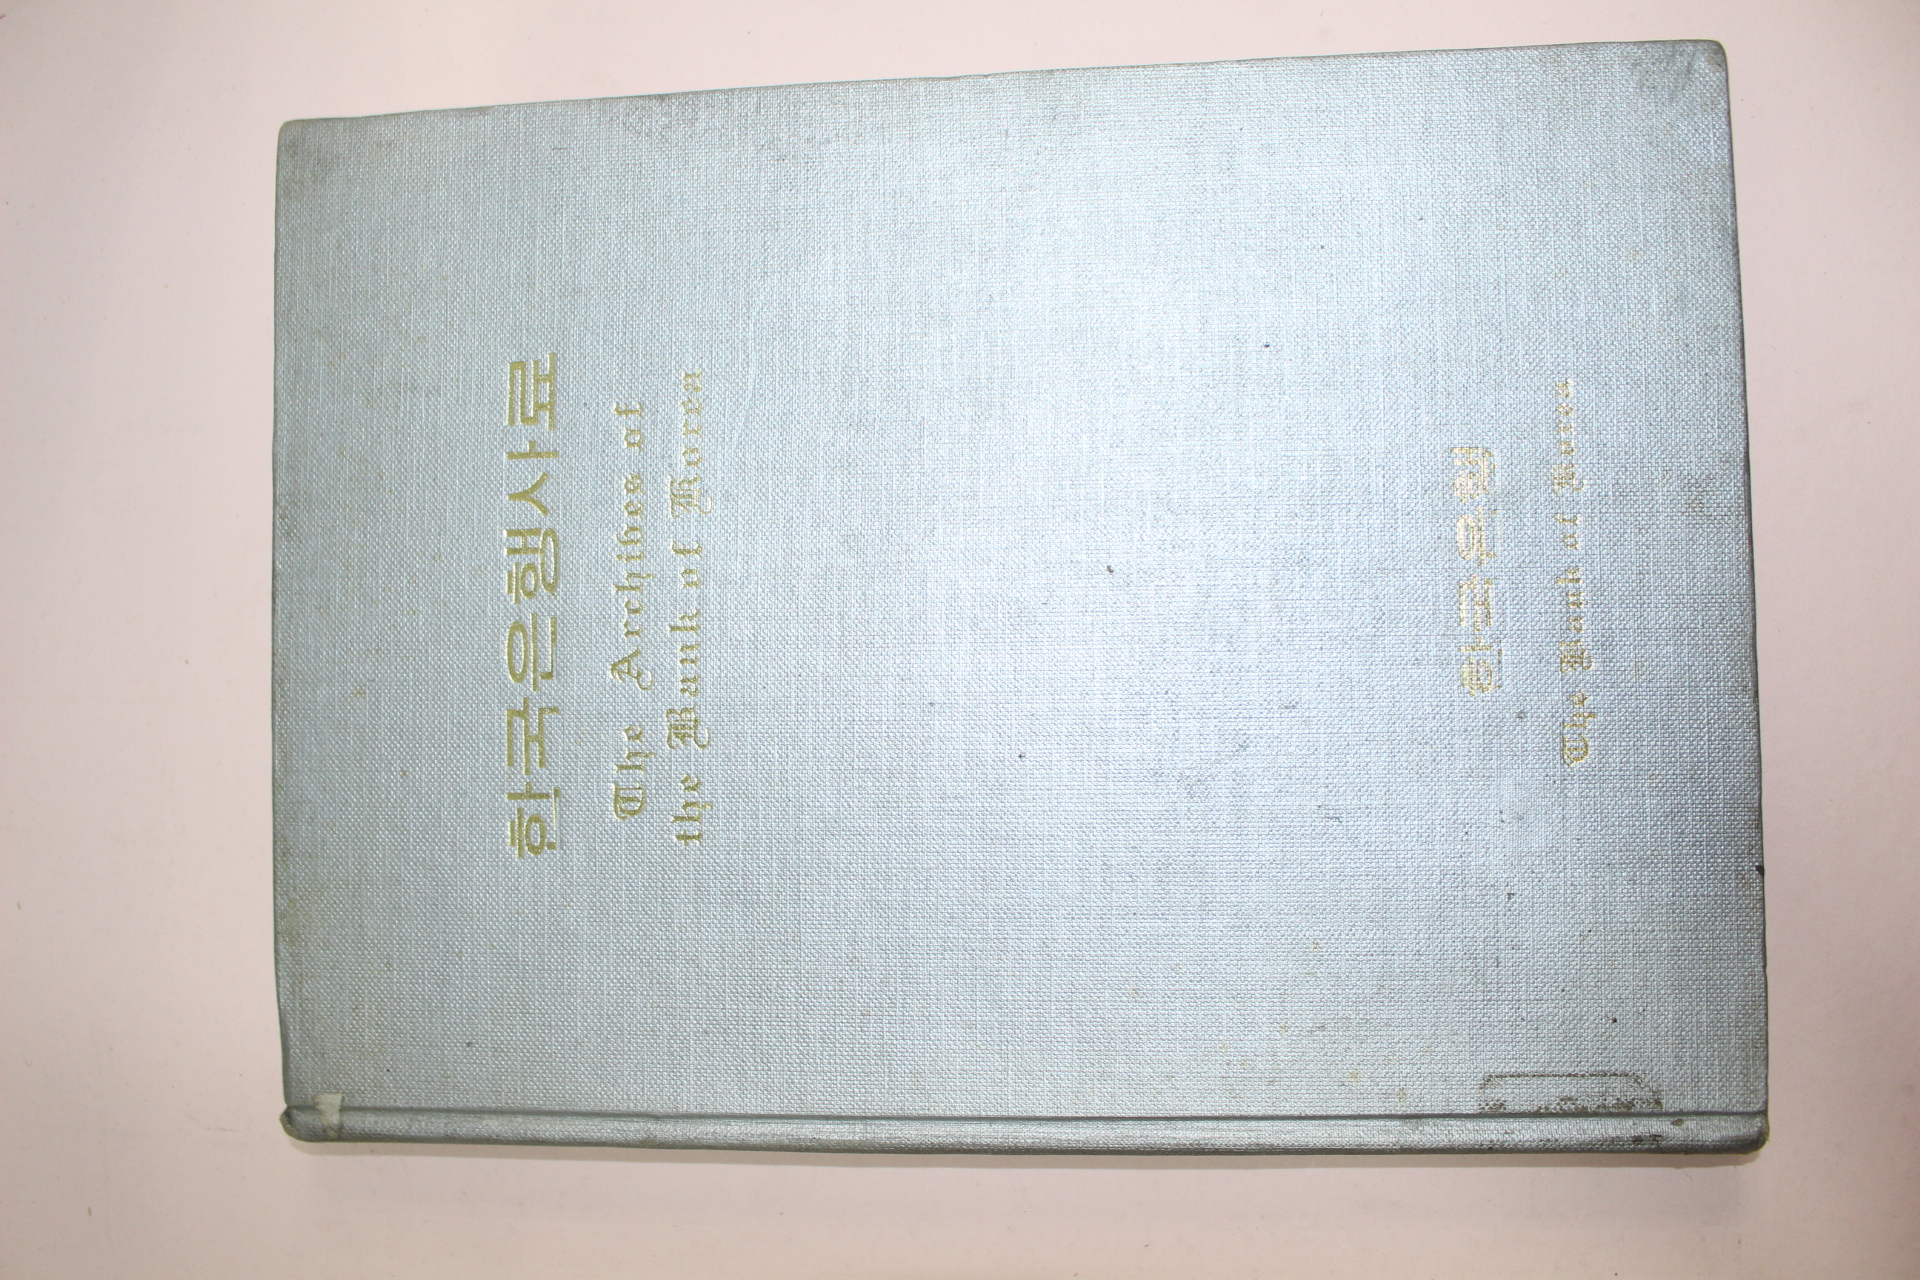 한국은행사료
The Archives of
the Bank of Korea
한국은행
The Bank of Korea